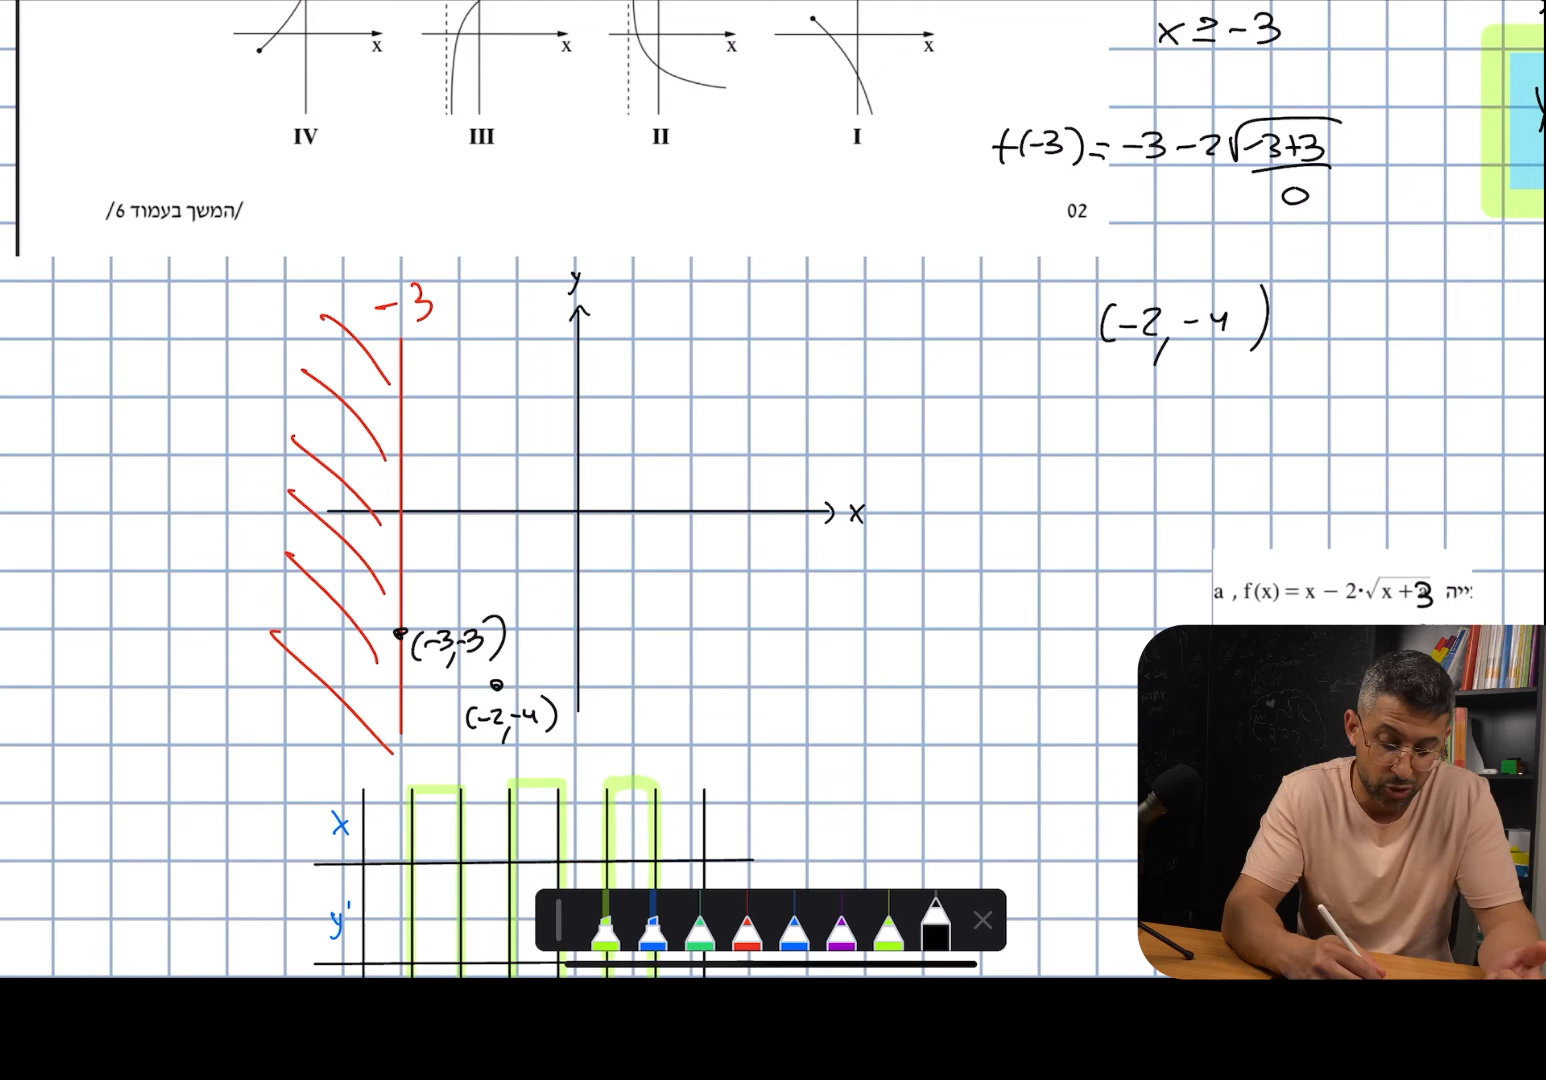 x ≥ -3
x x x x
IV III II I
f(-3) = -3 - 2√-3+3
0
/המשך בעמוד 6/
02
y
-3
(-2, -4)
x
a , f(x) = x − 2·√x + 3
(-3,-3)
(-2,-4)
x
y'